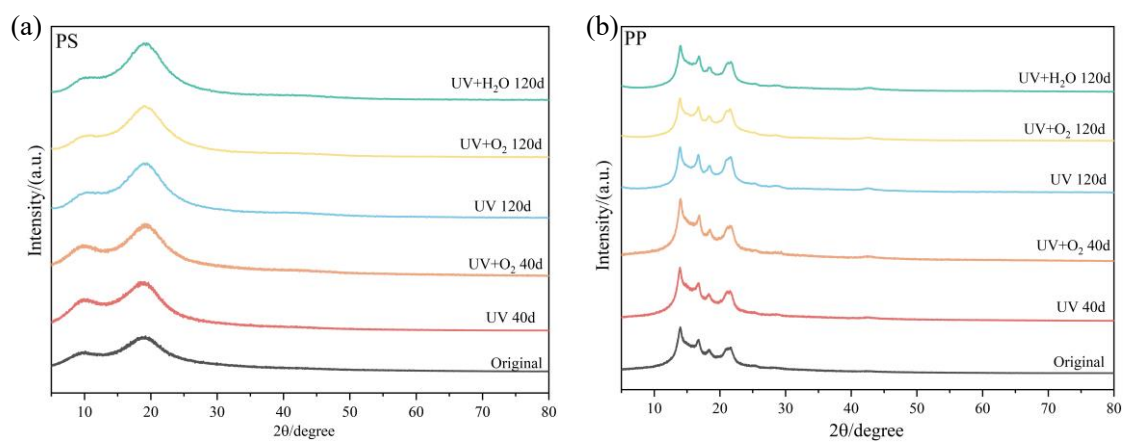 (a)
PS
UV+H₂O 120d
UV+O₂ 120d
UV 120d
UV+O₂ 40d
UV 40d
Original
Intensity/(a.u.)
10 20 30 40 50 60 70 80
2θ/degree
(b)
PP
UV+H₂O 120d
UV+O₂ 120d
UV 120d
UV+O₂ 40d
UV 40d
Original
Intensity/(a.u.)
10 20 30 40 50 60 70 80
2θ/degree